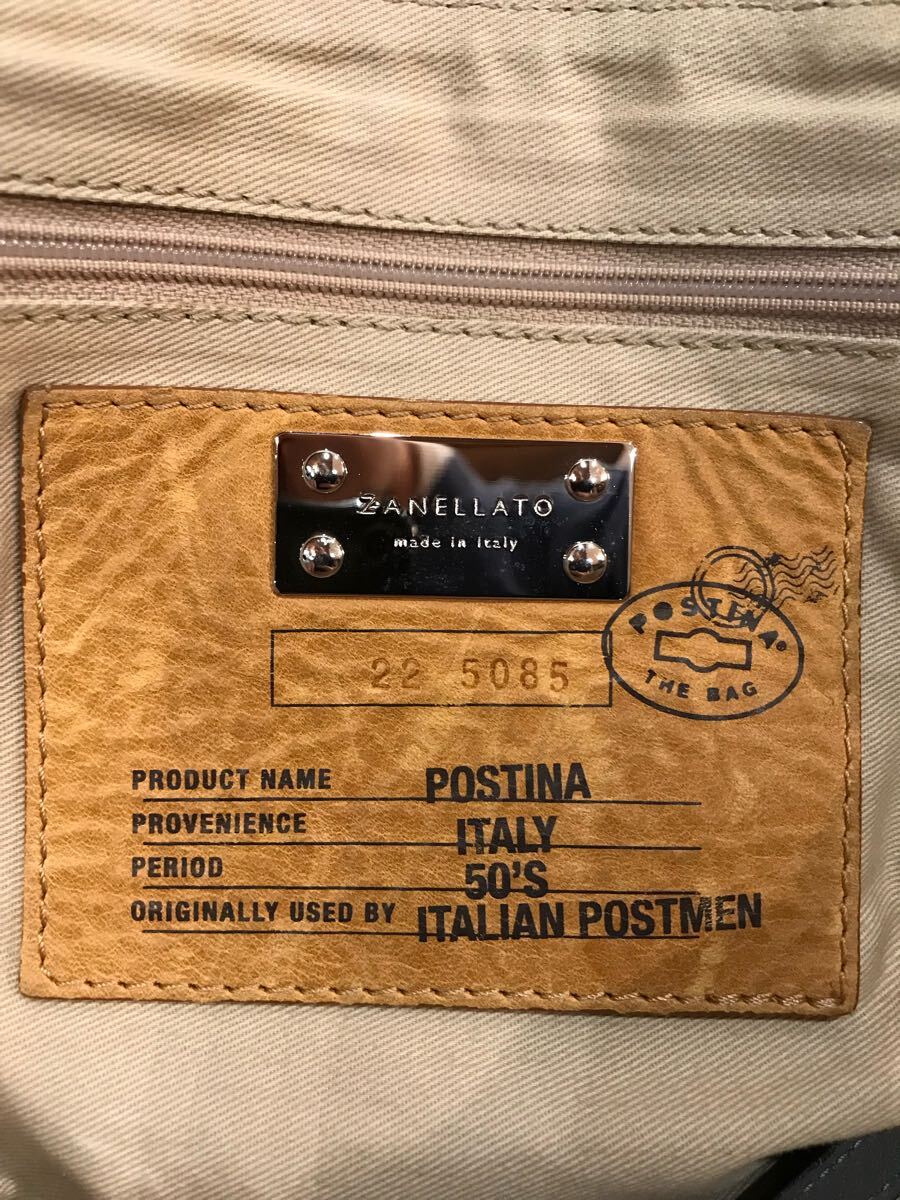 ZANELLATO
made in Italy
22 5085
POSTINA®
THE BAG
PRODUCT NAME POSTINA
PROVENIENCE ITALY
PERIOD 50'S
ORIGINALLY USED BY ITALIAN POSTMEN